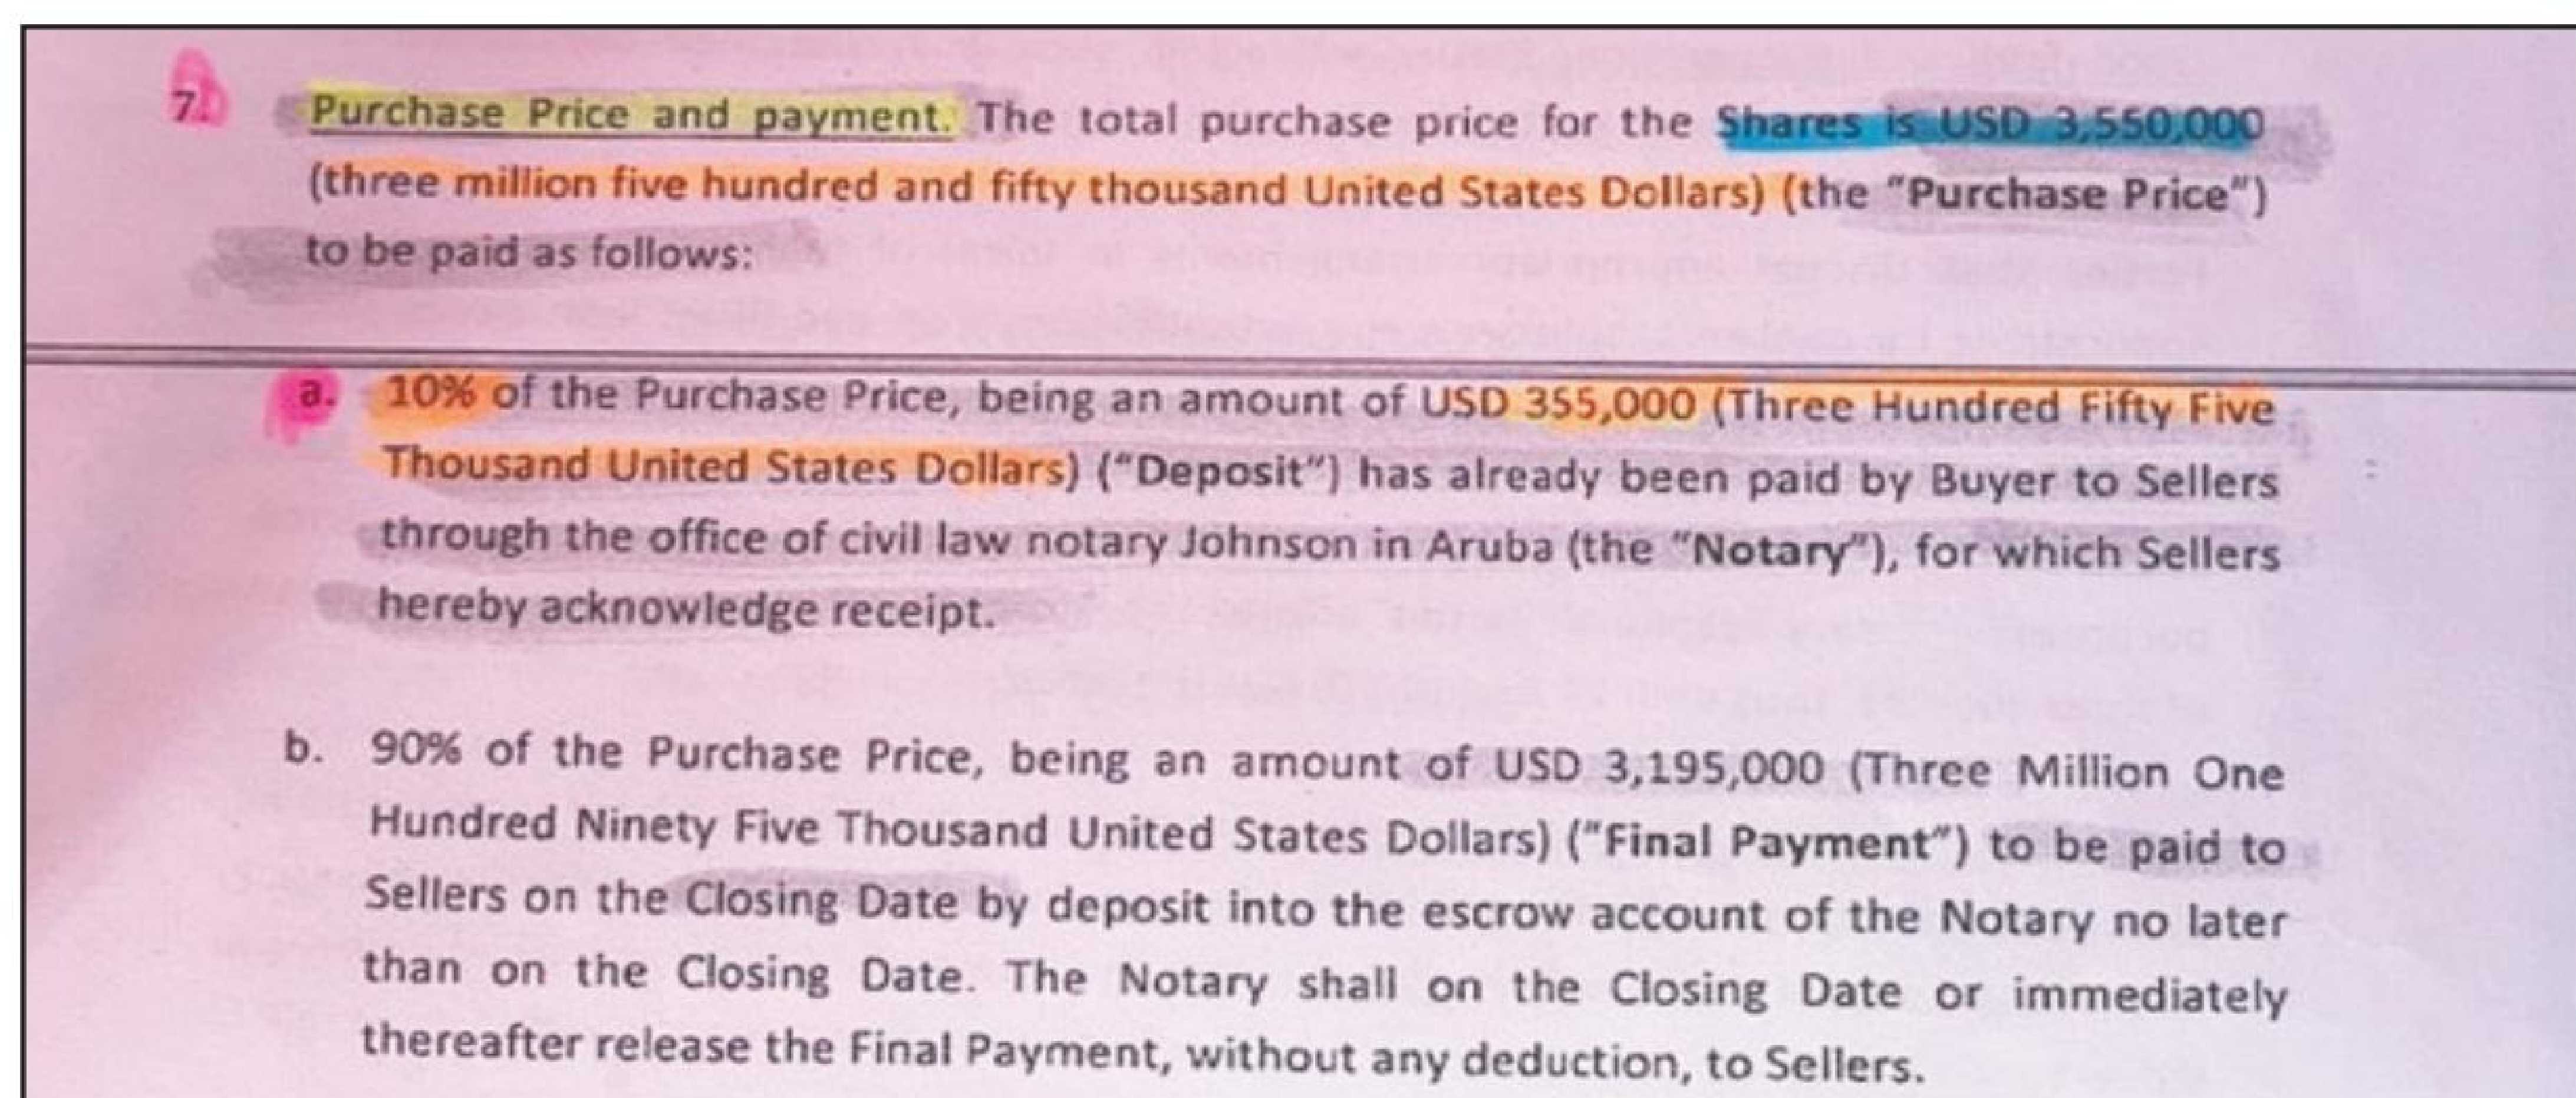 7. Purchase Price and payment. The total purchase price for the Shares is USD 3,550,000
(three million five hundred and fifty thousand United States Dollars) (the "Purchase Price")
to be paid as follows:
a. 10% of the Purchase Price, being an amount of USD 355,000 (Three Hundred Fifty Five
Thousand United States Dollars) ("Deposit") has already been paid by Buyer to Sellers
through the office of civil law notary Johnson in Aruba (the "Notary"), for which Sellers
hereby acknowledge receipt.
b. 90% of the Purchase Price, being an amount of USD 3,195,000 (Three Million One
Hundred Ninety Five Thousand United States Dollars) ("Final Payment") to be paid to
Sellers on the Closing Date by deposit into the escrow account of the Notary no later
than on the Closing Date. The Notary shall on the Closing Date or immediately
thereafter release the Final Payment, without any deduction, to Sellers.